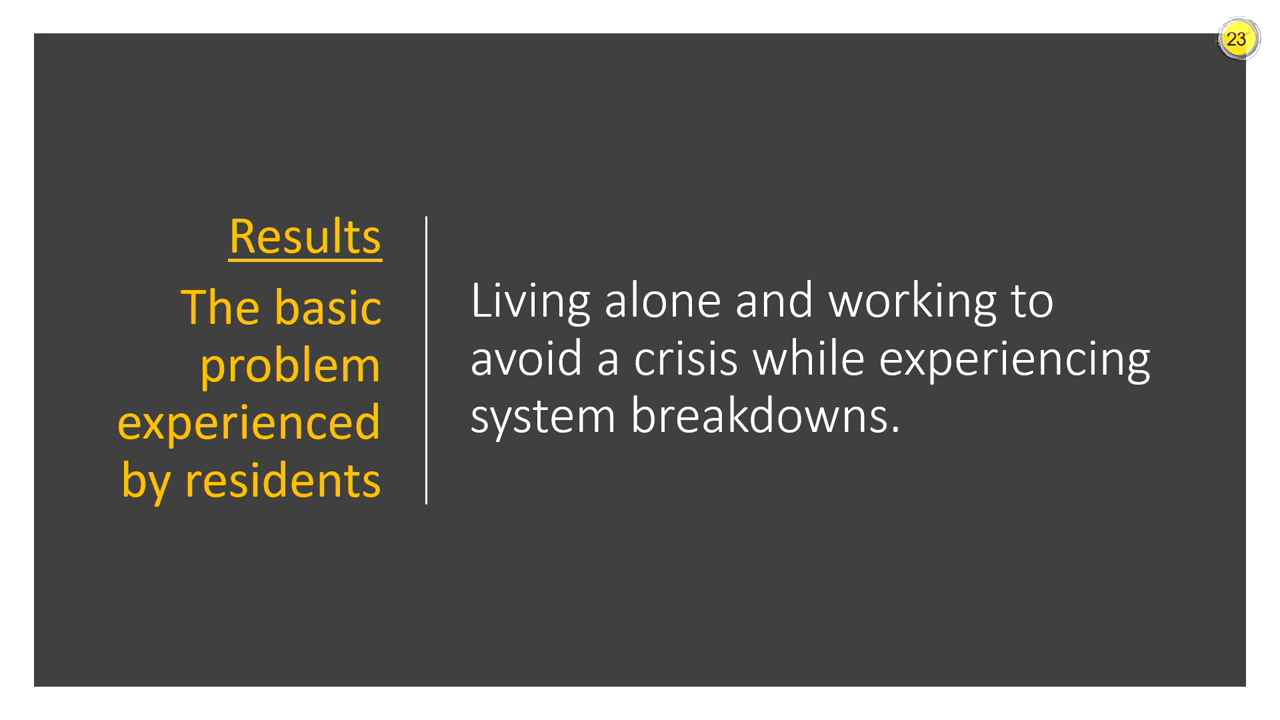 23
Results
The basic
problem
experienced
by residents
Living alone and working to
avoid a crisis while experiencing
system breakdowns.